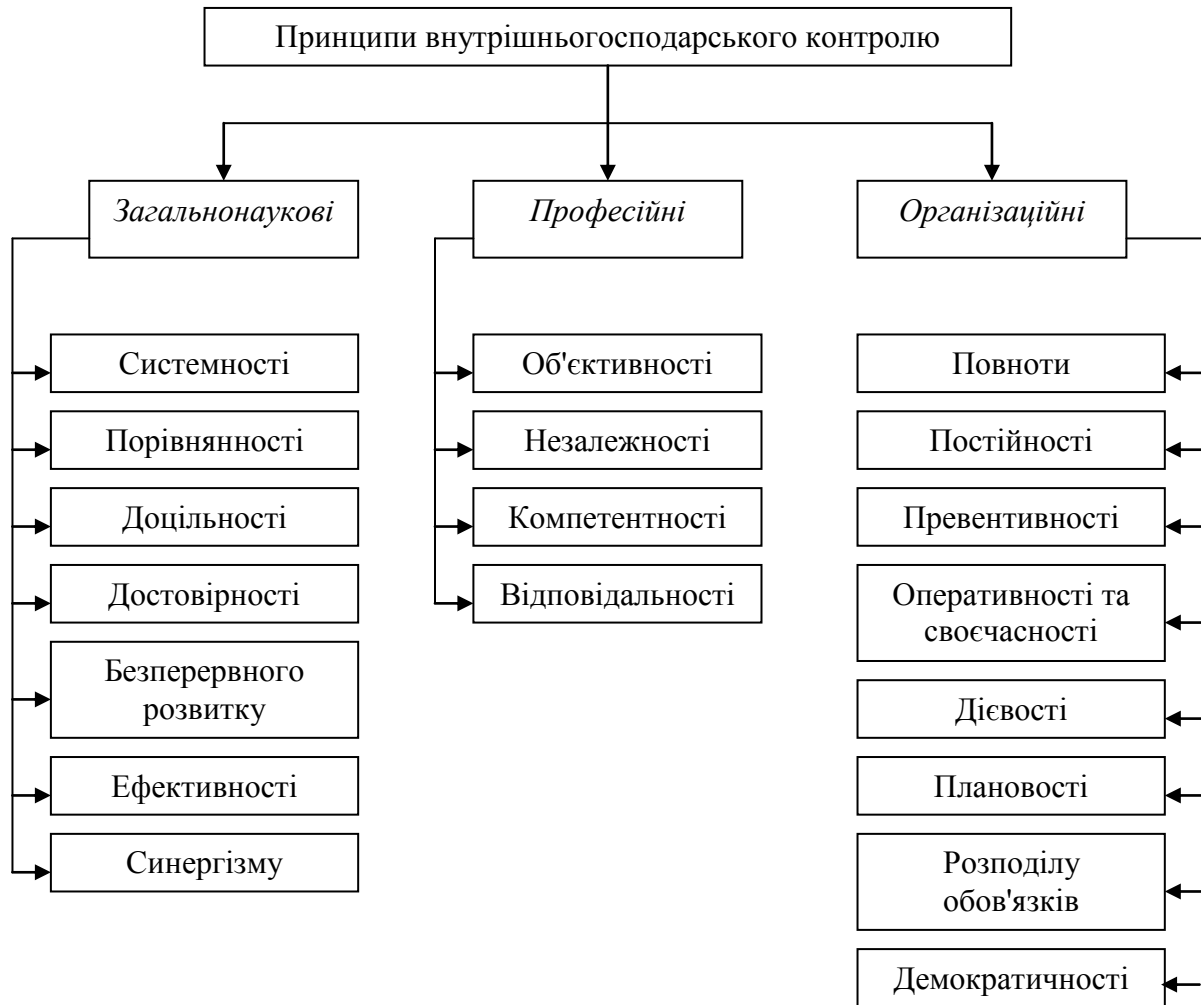 Принципи внутрішньогосподарського контролю
Загальнонаукові
Професійні
Організаційні
Системності
Порівнянності
Доцільності
Достовірності
Безперервного
розвитку
Ефективності
Синергізму
Об'єктивності
Незалежності
Компетентності
Відповідальності
Повноти
Постійності
Превентивності
Оперативності та
своєчасності
Дієвості
Плановості
Розподілу
обов'язків
Демократичності